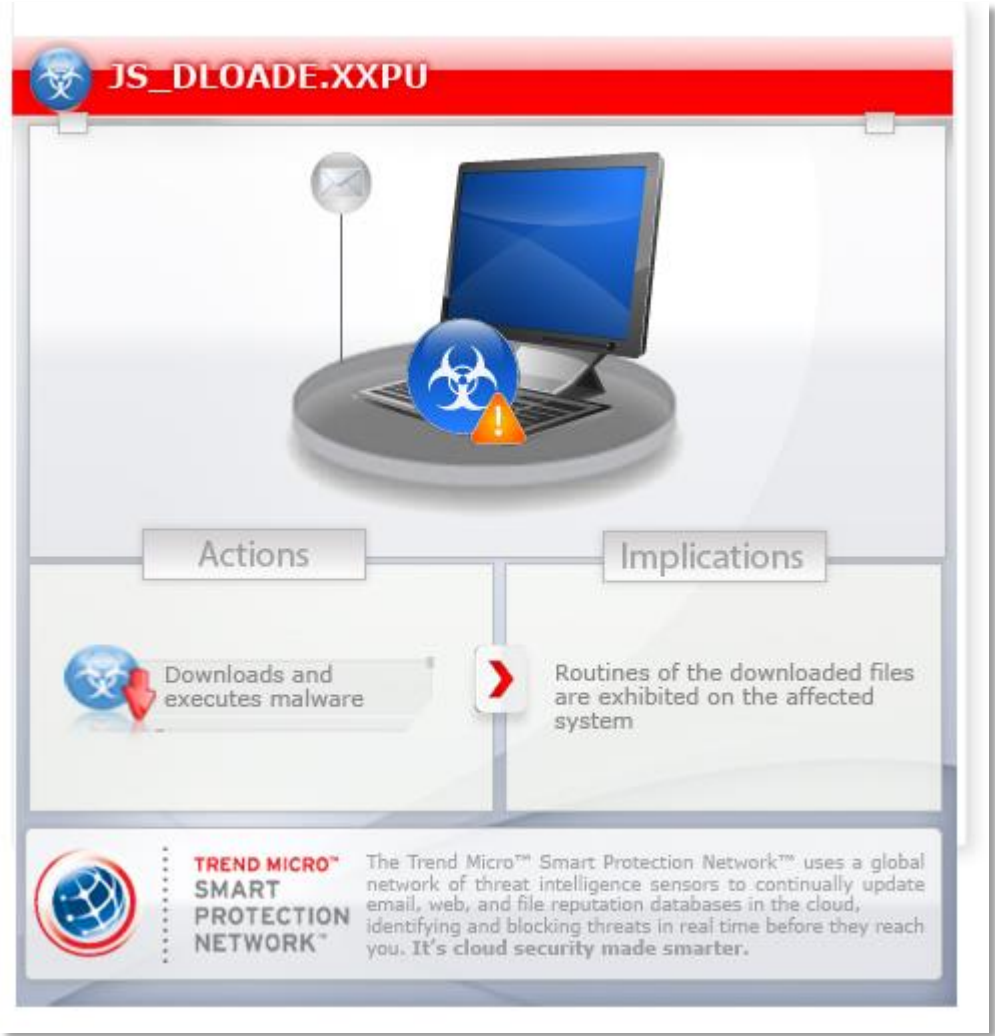 JS_DLOADE.XXPU
Actions
Implications
Downloads and
executes malware
Routines of the downloaded files
are exhibited on the affected
system
TREND MICRO™
SMART
PROTECTION
NETWORK™
The Trend Micro™ Smart Protection Network™ uses a global
network of threat intelligence sensors to continually update
email, web, and file reputation databases in the cloud,
identifying and blocking threats in real time before they reach
you. It's cloud security made smarter.